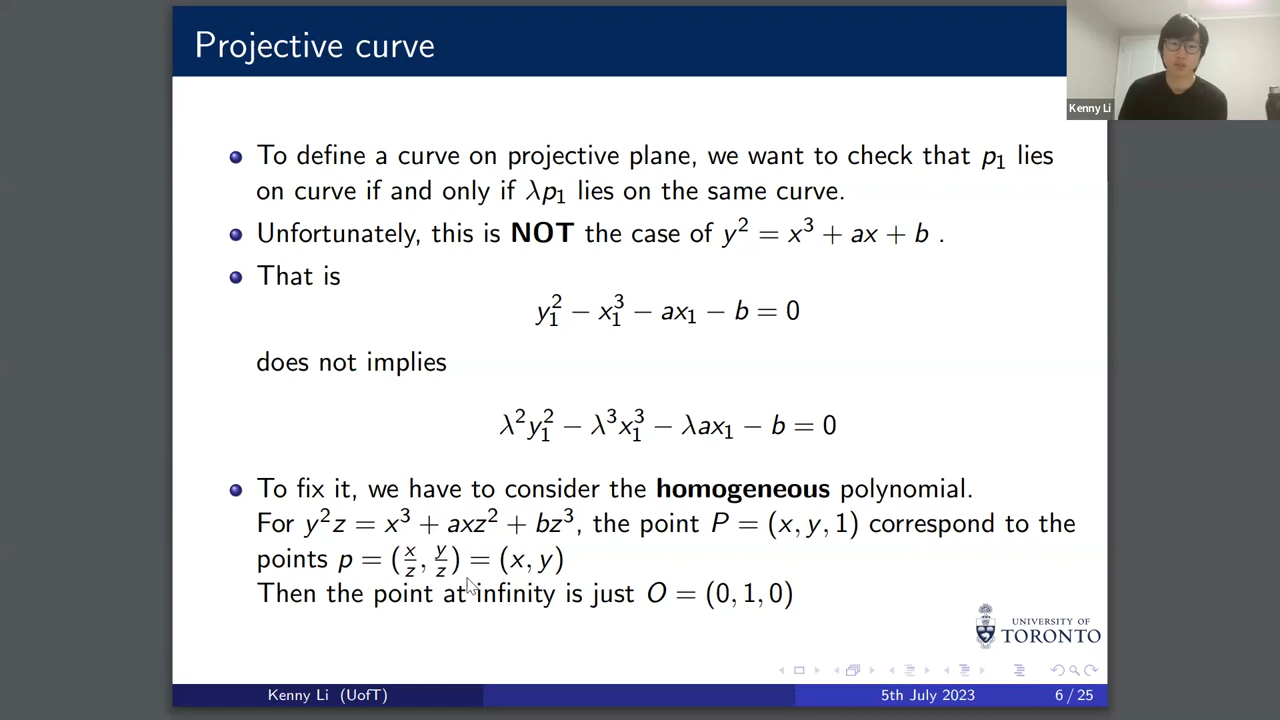 Projective curve
Kenny Li
To define a curve on projective plane, we want to check that p₁ lies
on curve if and only if λp₁ lies on the same curve.
Unfortunately, this is NOT the case of y² = x³ + ax + b .
That is
y₁² − x₁³ − ax₁ − b = 0
does not implies
λ²y₁² − λ³x₁³ − λax₁ − b = 0
To fix it, we have to consider the homogeneous polynomial.
For y²z = x³ + axz² + bz³, the point P = (x, y, 1) correspond to the
points p = (x/z, y/z) = (x, y)
Then the point at infinity is just O = (0, 1, 0)
UNIVERSITY OF
TORONTO
Kenny Li (UofT) 5th July 2023 6 / 25